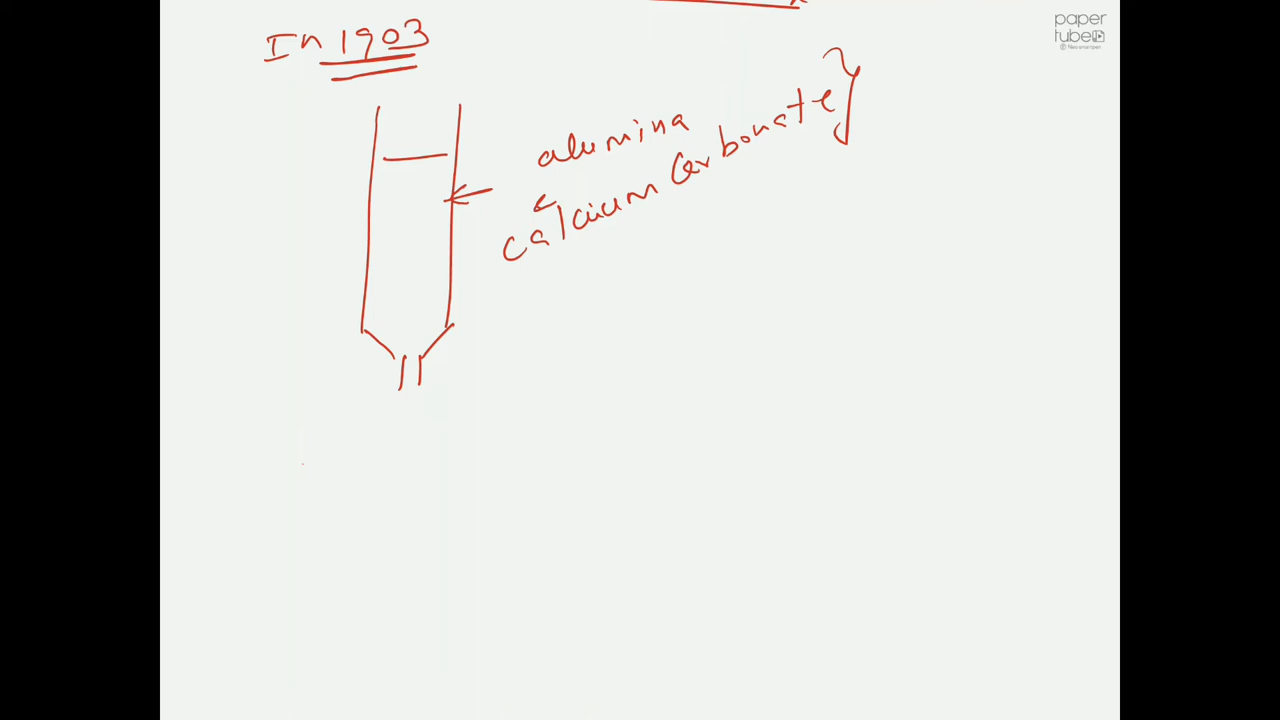 In 1903
paper
tube
alumina
calcium Carbonate